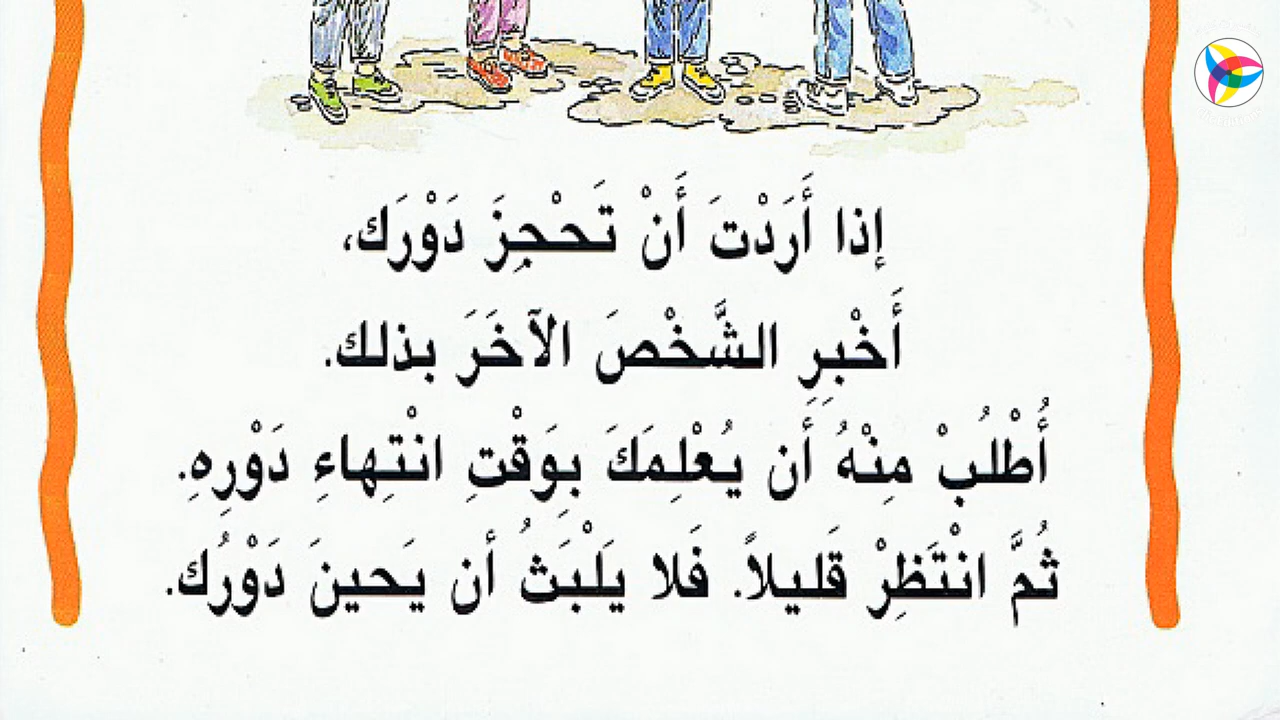 إذا أَرَدْتَ أَنْ تَحْجِزَ دَوْرَك،
أَخْبِرِ الشَّخْصَ الآخَرَ بذلك.
أُطْلُبْ مِنْهُ أَن يُعْلِمَكَ بِوَقْتِ انْتِهاءِ دَوْرِهِ.
ثُمَّ انْتَظِرْ قَليلاً. فَلا يَلْبَثُ أن يَحينَ دَوْرُك.